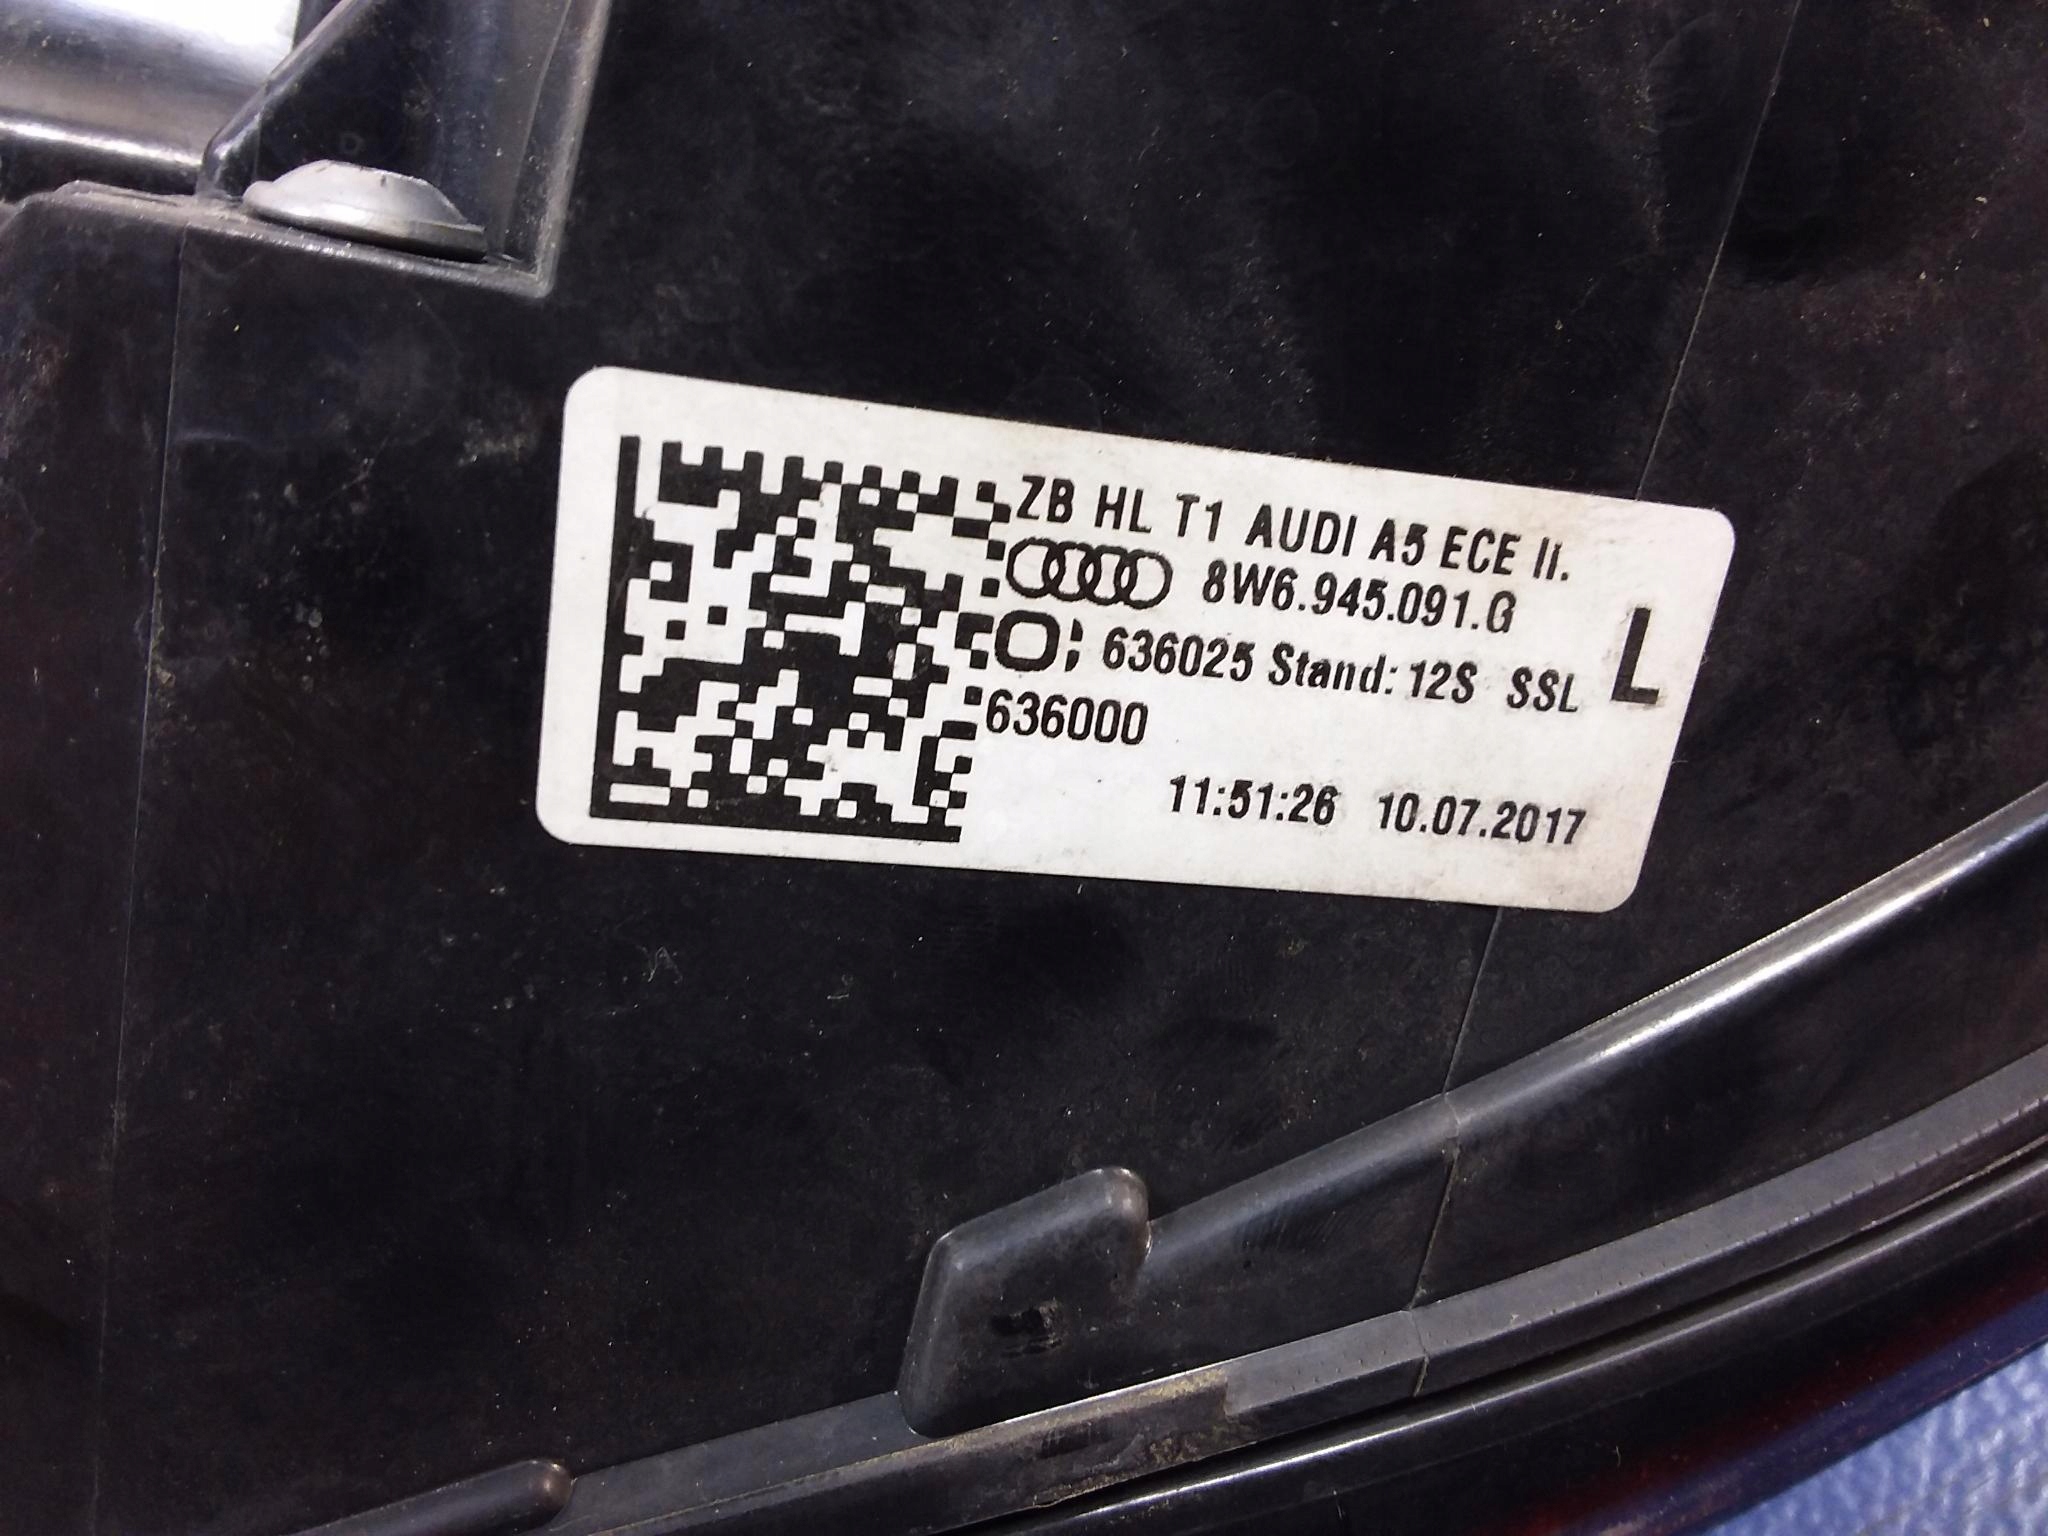 ZB HL T1 AUDI A5 ECE II.
8W6.945.091.G
636025 Stand: 12S SSL L
636000
11:51:26 10.07.2017